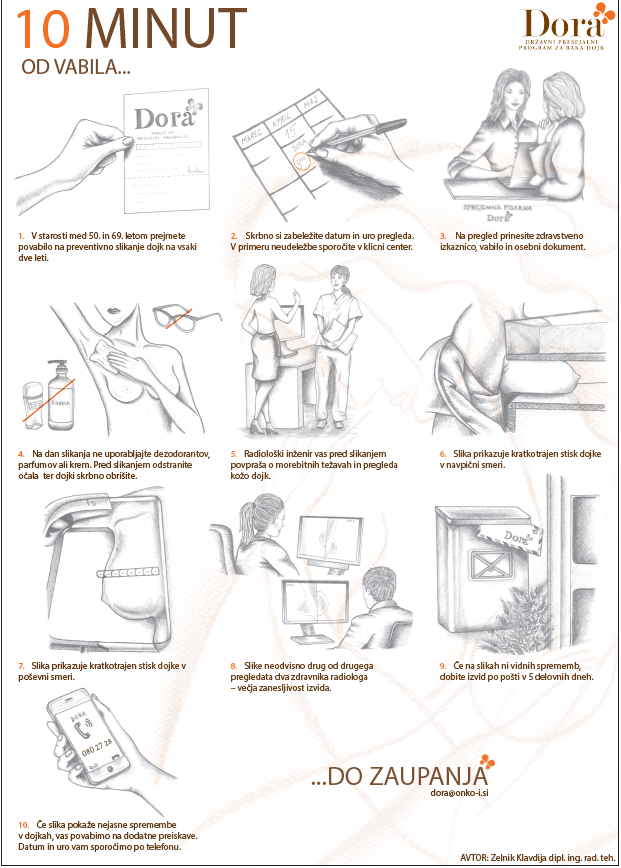 10 MINUT
OD VABILA...
Dora
DRŽAVNI PRESEJALNI
PROGRAM ZA RAKA DOJK
Dora
MAREC APRIL MAJ
15
DORA
SPREJEMNA PISARNA
Dora
1. V starosti med 50. in 69. letom prejmete
povabilo na preventivno slikanje dojk na vsaki
dve leti.
2. Skrbno si zabeležite datum in uro pregleda.
V primeru neudeležbe sporočite v klicni center.
3. Na pregled prinesite zdravstveno
izkaznico, vabilo in osebni dokument.
4. Na dan slikanja ne uporabljajte dezodorantov,
parfumov ali krem. Pred slikanjem odstranite
očala ter dojki skrbno obrišite.
5. Radiološki inženir vas pred slikanjem
povpraša o morebitnih težavah in pregleda
kožo dojk.
6. Slika prikazuje kratkotrajen stisk dojke
v navpični smeri.
Dora
7. Slika prikazuje kratkotrajen stisk dojke v
poševni smeri.
8. Slike neodvisno drug od drugega
pregledata dva zdravnika radiologa
– večja zanesljivost izvida.
9. Če na slikah ni vidnih sprememb,
dobite izvid po pošti v 5 delovnih dneh.
DORA
080 27 28
10. Če slika pokaže nejasne spremembe
v dojkah, vas povabimo na dodatne preiskave.
Datum in uro vam sporočimo po telefonu.
...DO ZAUPANJA
dora@onko-i.si
AVTOR: Zelnik Klavdija dipl. ing. rad. teh.